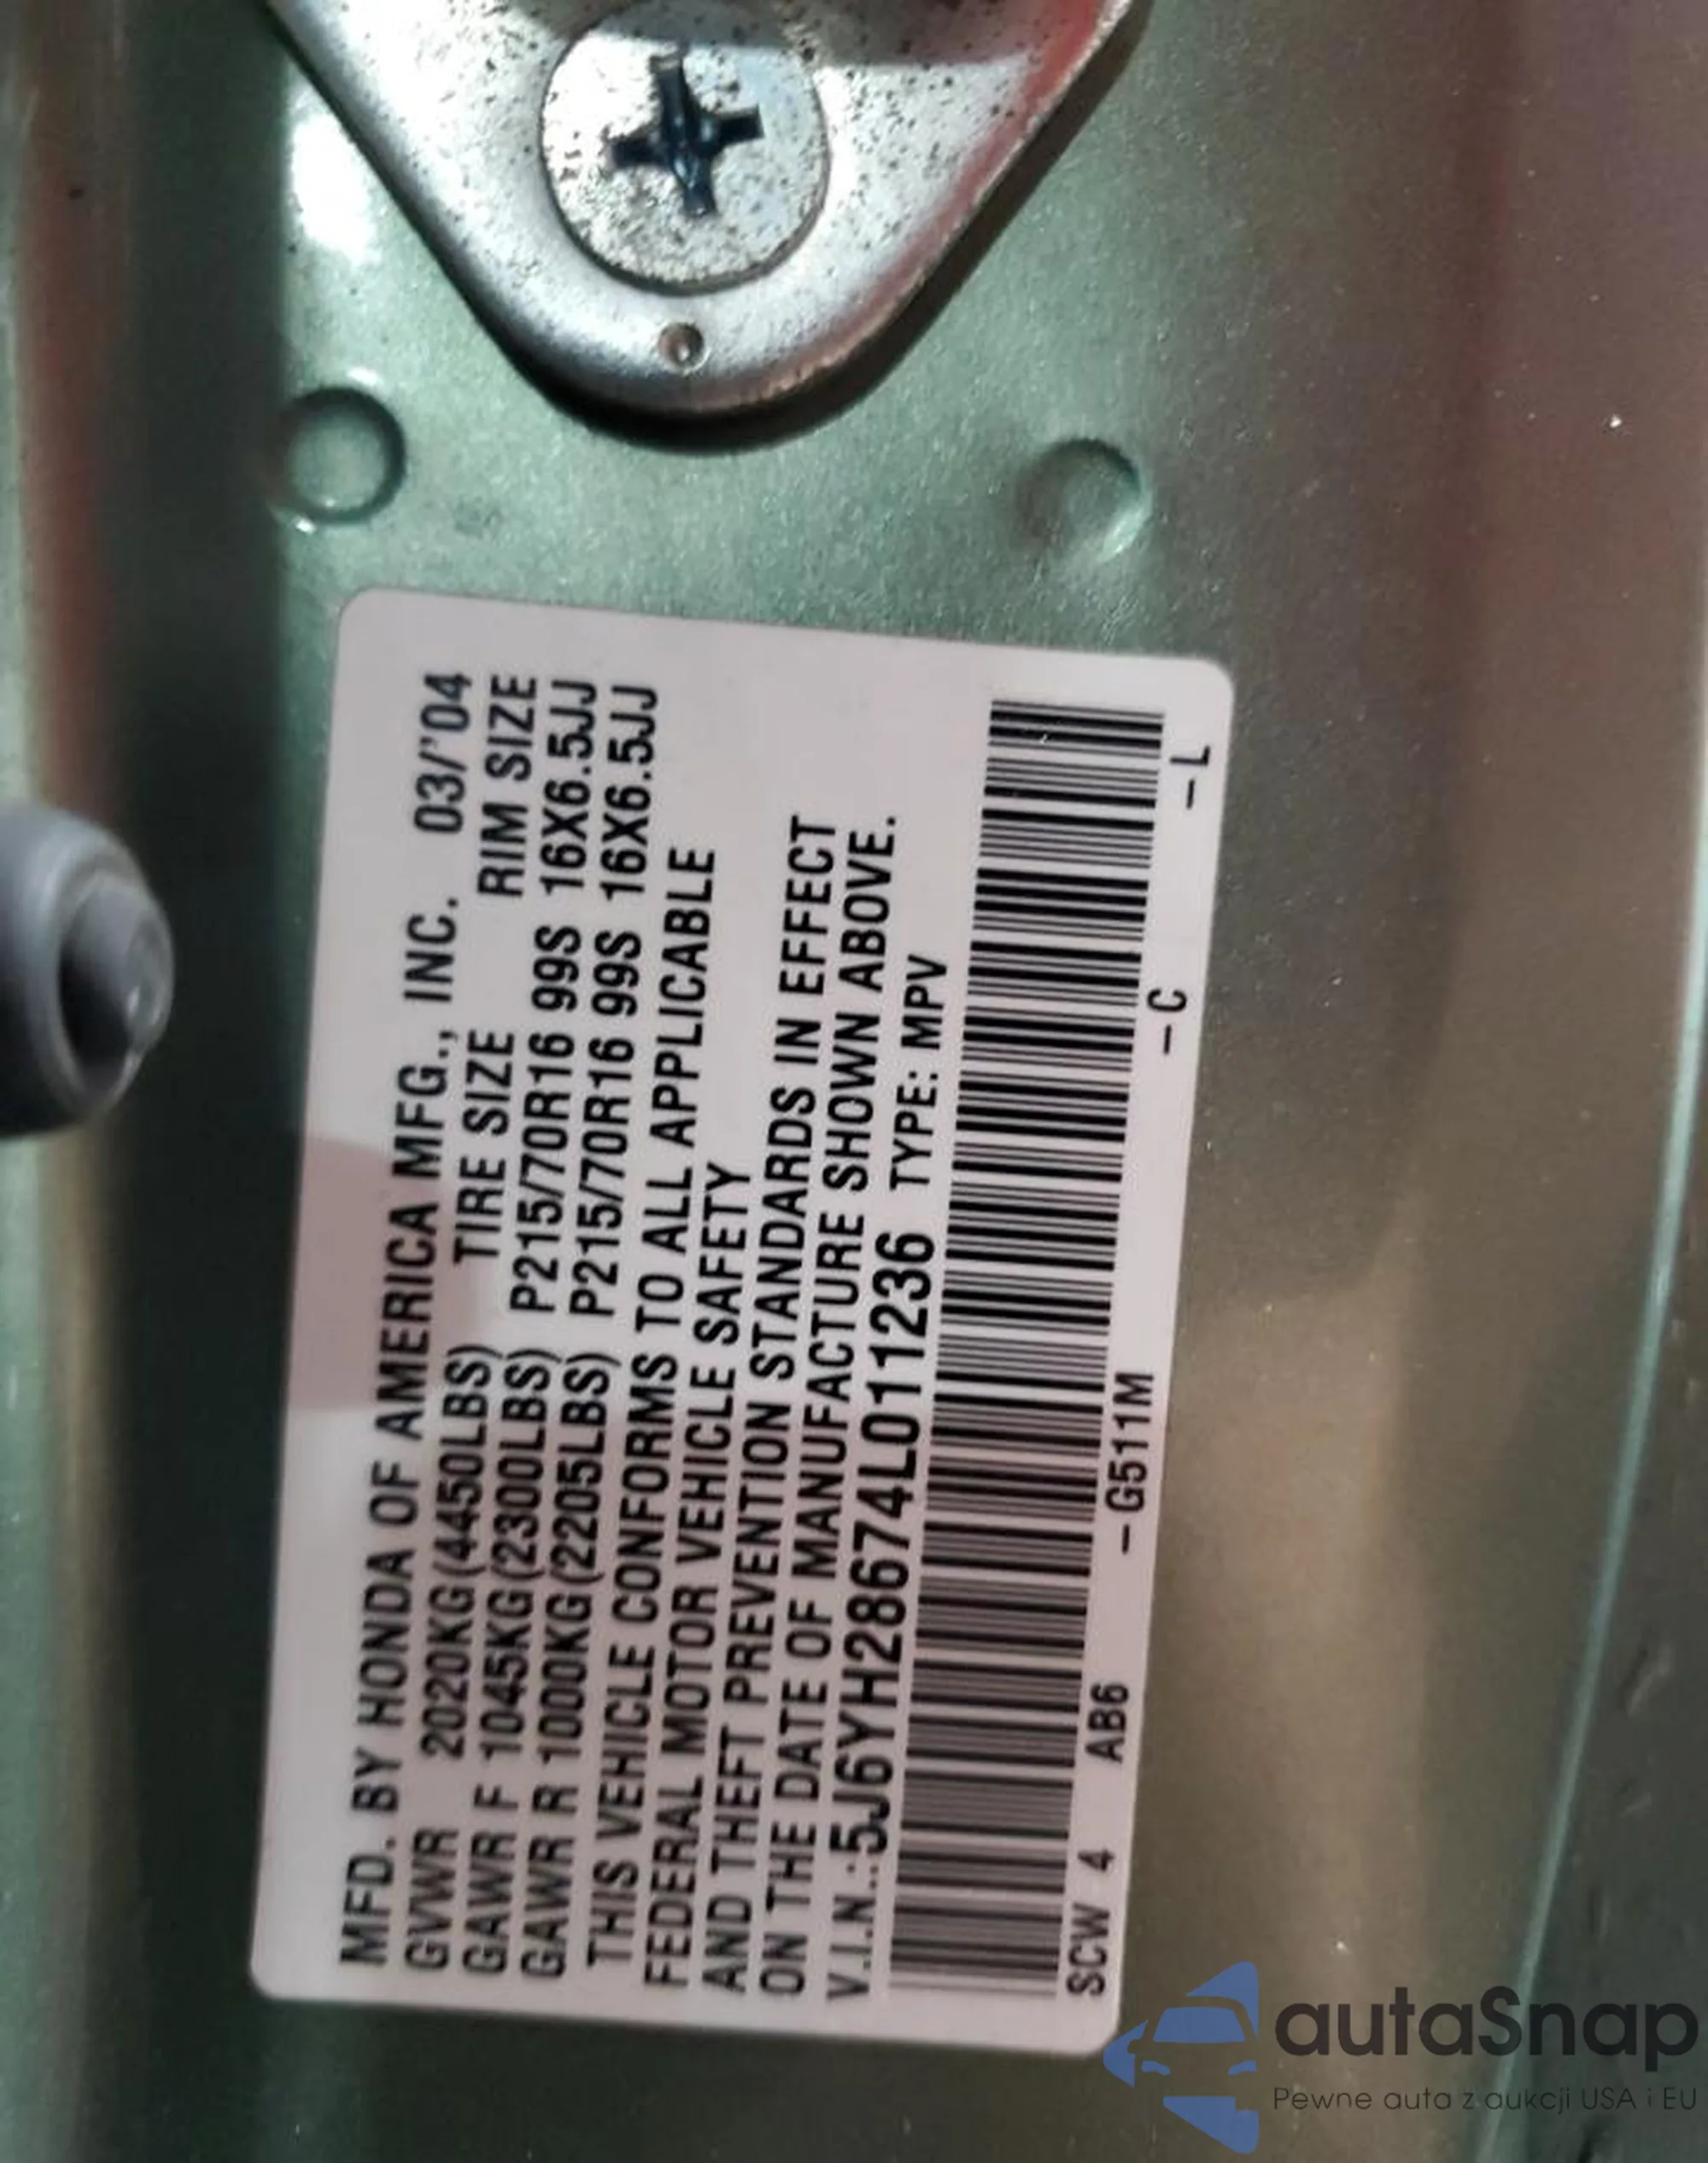 MFD. BY HONDA OF AMERICA MFG., INC. 03/'04
GVWR 2020KG(4450LBS) TIRE SIZE RIM SIZE
GAWR F 1045KG(2300LBS) P215/70R16 99S 16X6.5JJ
GAWR R 1000KG(2205LBS) P215/70R16 99S 16X6.5JJ
THIS VEHICLE CONFORMS TO ALL APPLICABLE
FEDERAL MOTOR VEHICLE SAFETY
AND THEFT PREVENTION STANDARDS IN EFFECT
ON THE DATE OF MANUFACTURE SHOWN ABOVE.
V.I.N.:5J6YH28674L011236 TYPE: MPV
SCW 4 AB6 –G511M –C –L
autaSnap
Pewne auta z aukcji USA i EU